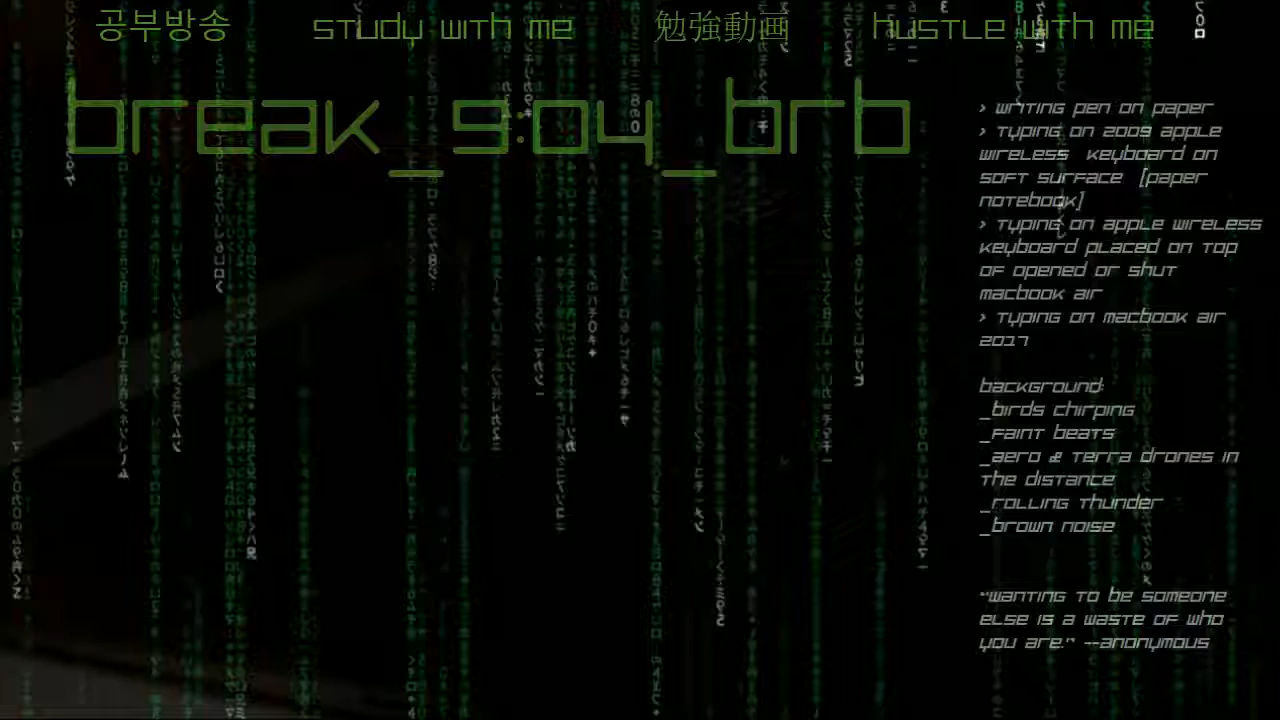 공부방송 study with me 勉強動画 hustle with me
break_9:04_brb
> writing pen on paper
> typing on 2009 apple
wireless keyboard on
soft surface [paper
notebook]
> typing on apple wireless
keyboard placed on top
of opened or shut
macbook air
> typing on macbook air
2017
background:
_birds chirping
_faint beats
_aero & terra drones in
the distance
_rolling thunder
_brown noise
"wanting to be someone
else is a waste of who
you are." --anonymous